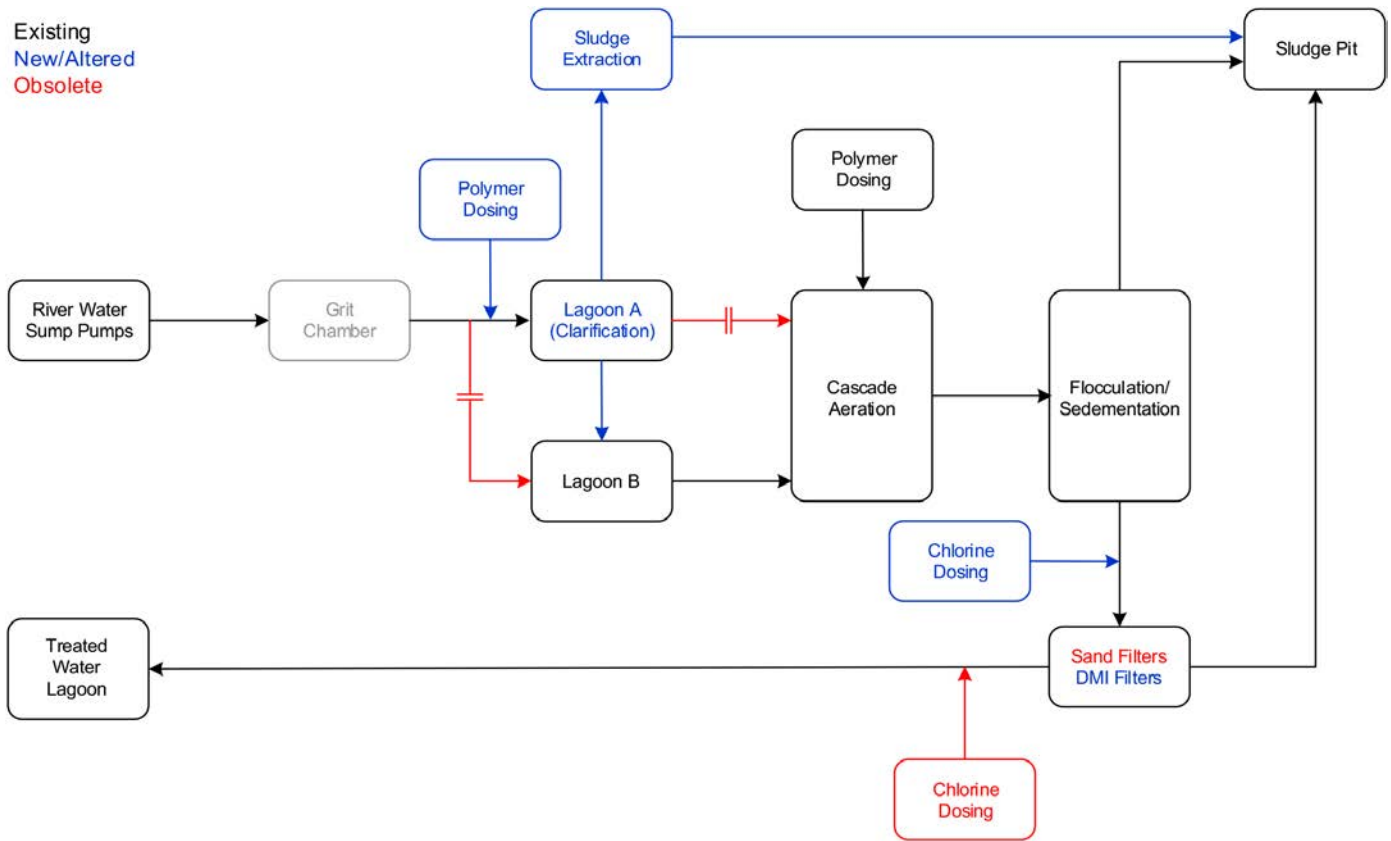 Existing
New/Altered
Obsolete
Sludge
Extraction
Sludge Pit
Polymer
Dosing
Polymer
Dosing
River Water
Sump Pumps
Grit
Chamber
Lagoon A
(Clarification)
Cascade
Aeration
Flocculation/
Sedementation
Lagoon B
Chlorine
Dosing
Treated
Water
Lagoon
Sand Filters
DMI Filters
Chlorine
Dosing